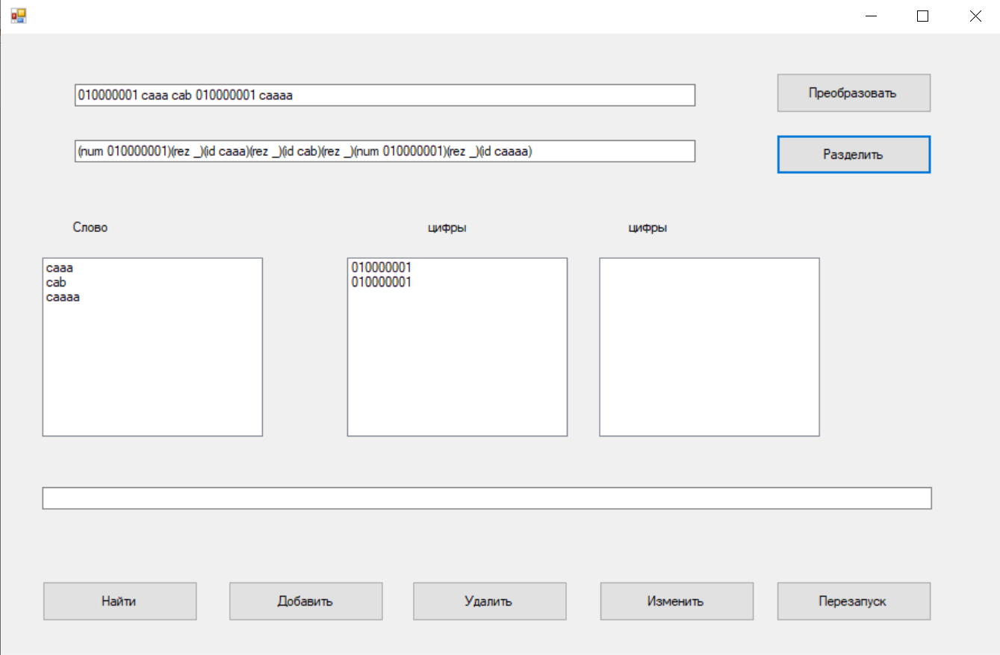 010000001 caaa cab 010000001 caaaa
Преобразовать
(num 010000001)(rez _)(id caaa)(rez _)(id cab)(rez _)(num 010000001)(rez _)(id caaaa)
Разделить
Слово
цифры
цифры
caaa
cab
caaaa
010000001
010000001
Найти
Добавить
Удалить
Изменить
Перезапуск